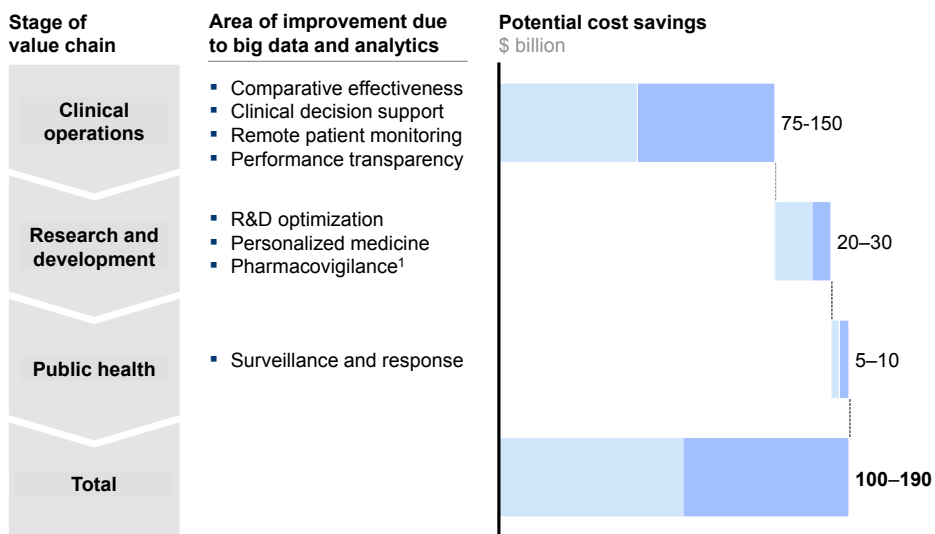 Stage of
value chain
Area of improvement due
to big data and analytics
Potential cost savings
$ billion
Clinical
operations
▪ Comparative effectiveness
▪ Clinical decision support
▪ Remote patient monitoring
▪ Performance transparency
75-150
Research and
development
▪ R&D optimization
▪ Personalized medicine
▪ Pharmacovigilance¹
20–30
Public health
▪ Surveillance and response
5–10
Total
100–190